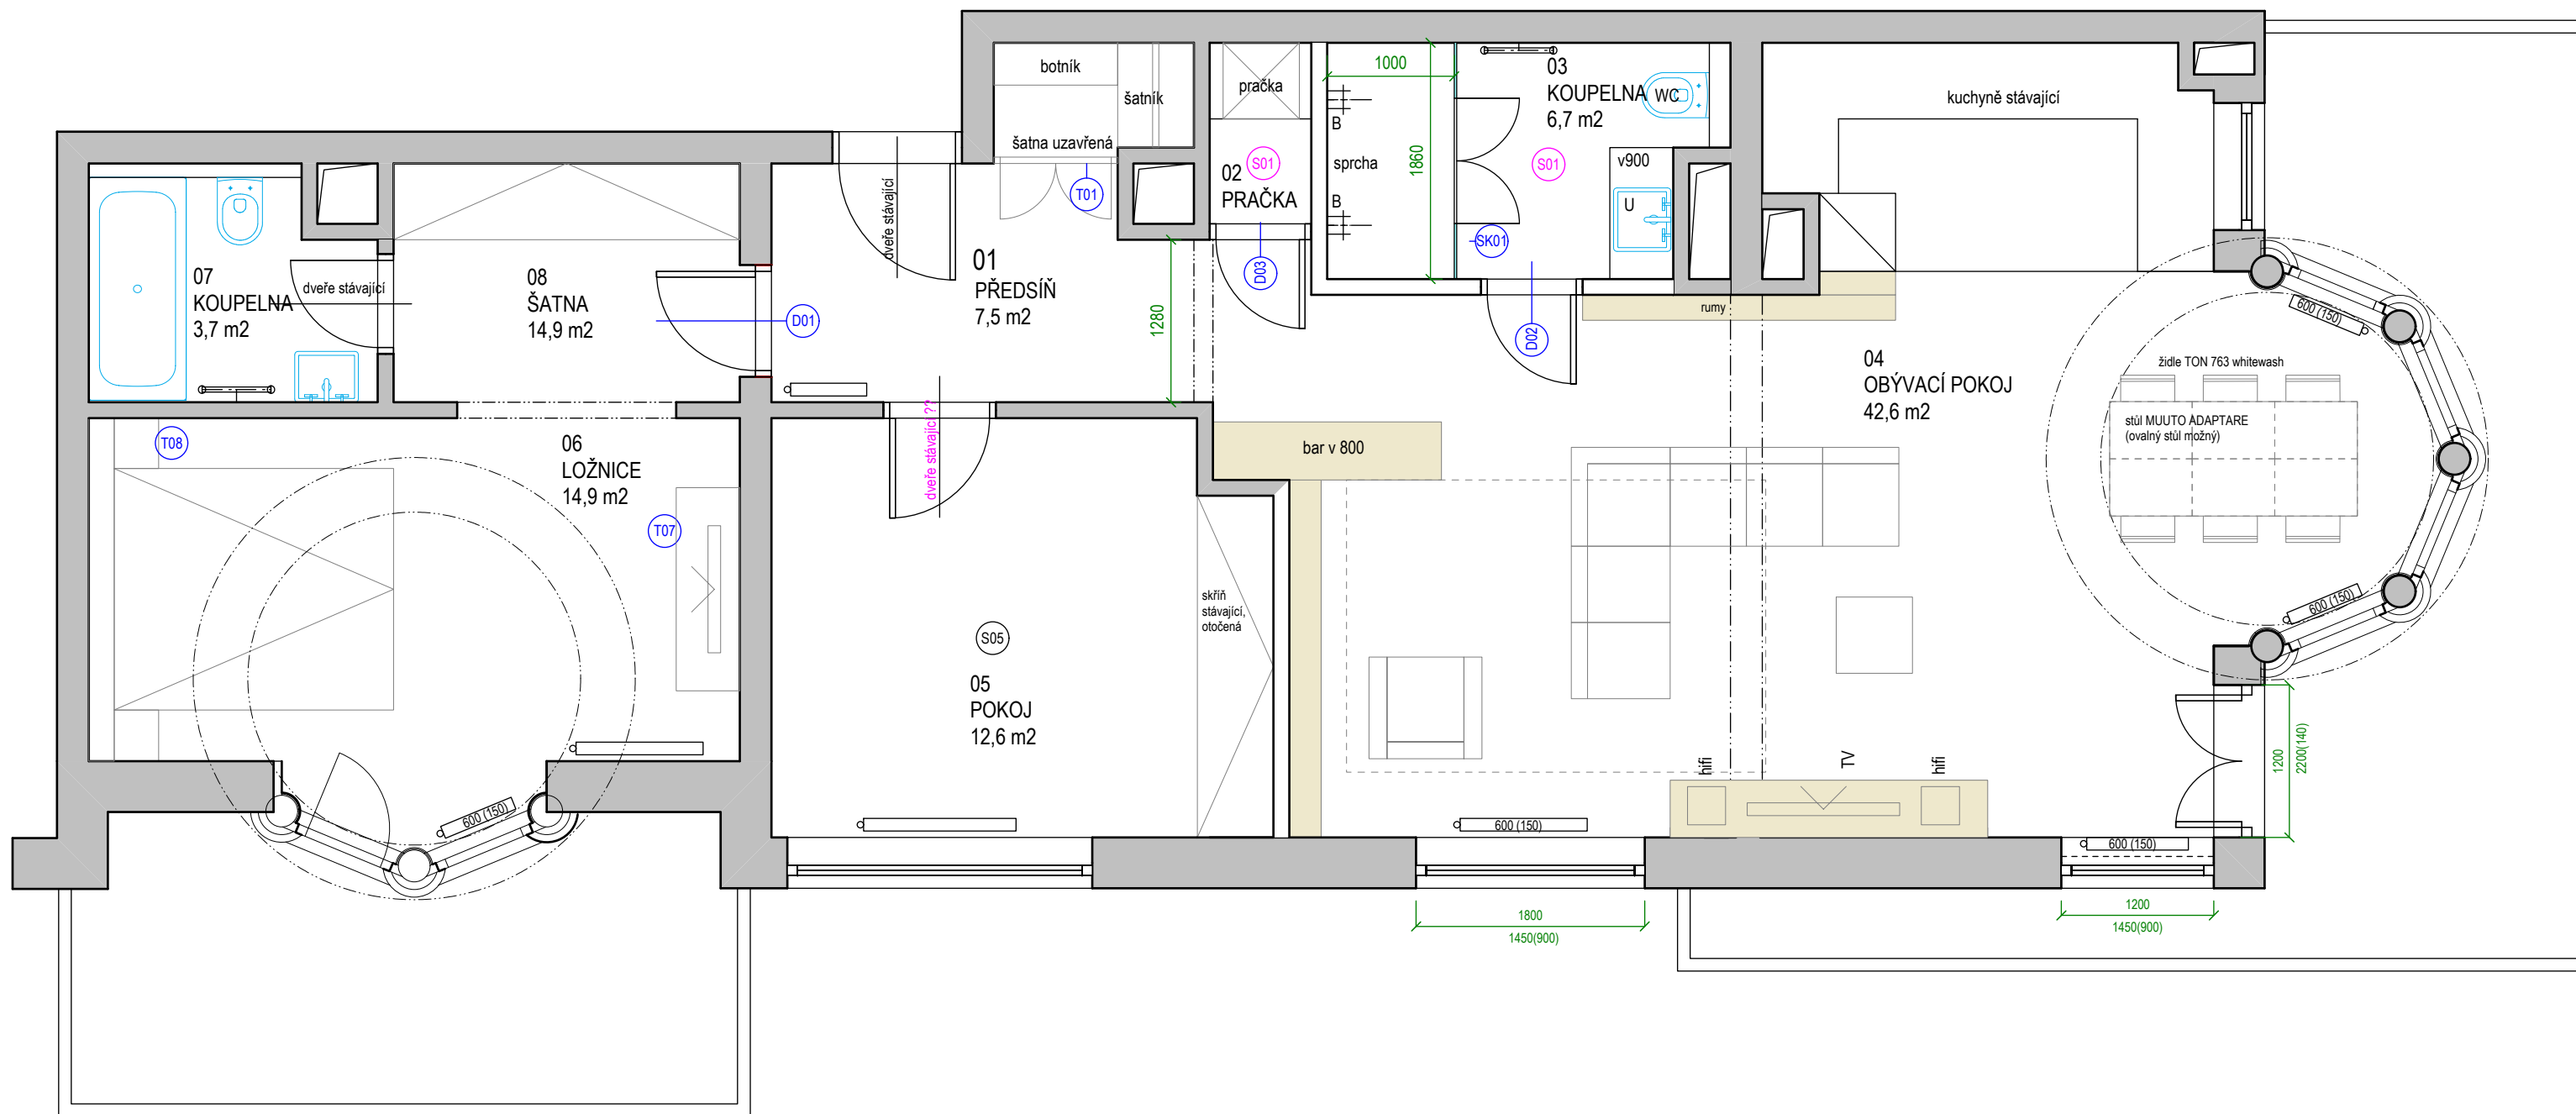 botník
šatník
šatna uzavřená
T01
dveře stávající
01
PŘEDSÍŇ
7,5 m2
1280
pračka
S01
02
PRAČKA
D03
1000
1860
B
sprcha
B
03
KOUPELNA
6,7 m2
WC
S01
v900
U
SK01
D02
kuchyně stávající
rumy
07
KOUPELNA
3,7 m2
dveře stávající
08
ŠATNA
14,9 m2
D01
04
OBÝVACÍ POKOJ
42,6 m2
600 (150)
židle TON 763 whitewash
stůl MUUTO ADAPTARE
(ovalný stůl možný)
600 (150)
T08
06
LOŽNICE
14,9 m2
T07
600 (150)
dveře stávající ??
S05
05
POKOJ
12,6 m2
skříň
stávající,
otočená
bar v 800
hifi
TV
hifi
600 (150)
600 (150)
1200
2200(140)
1800
1450(900)
1200
1450(900)